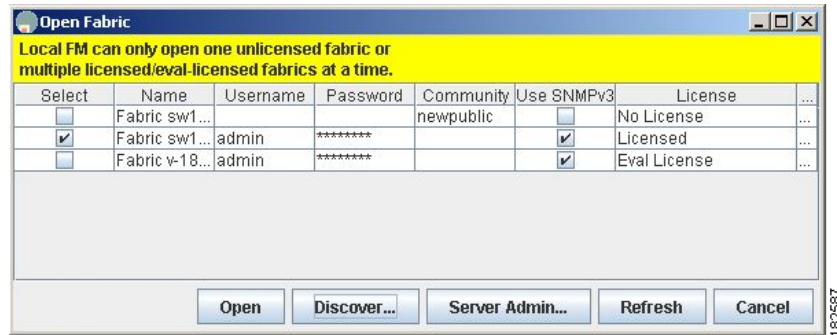 Open Fabric
Local FM can only open one unlicensed fabric or
multiple licensed/eval-licensed fabrics at a time.
Select Name Username Password Community Use SNMPv3 License ...
Fabric sw1... newpublic No License ...
Fabric sw1... admin ******** Licensed ...
Fabric v-18... admin ******** Eval License ...
Open Discover... Server Admin... Refresh Cancel
182587